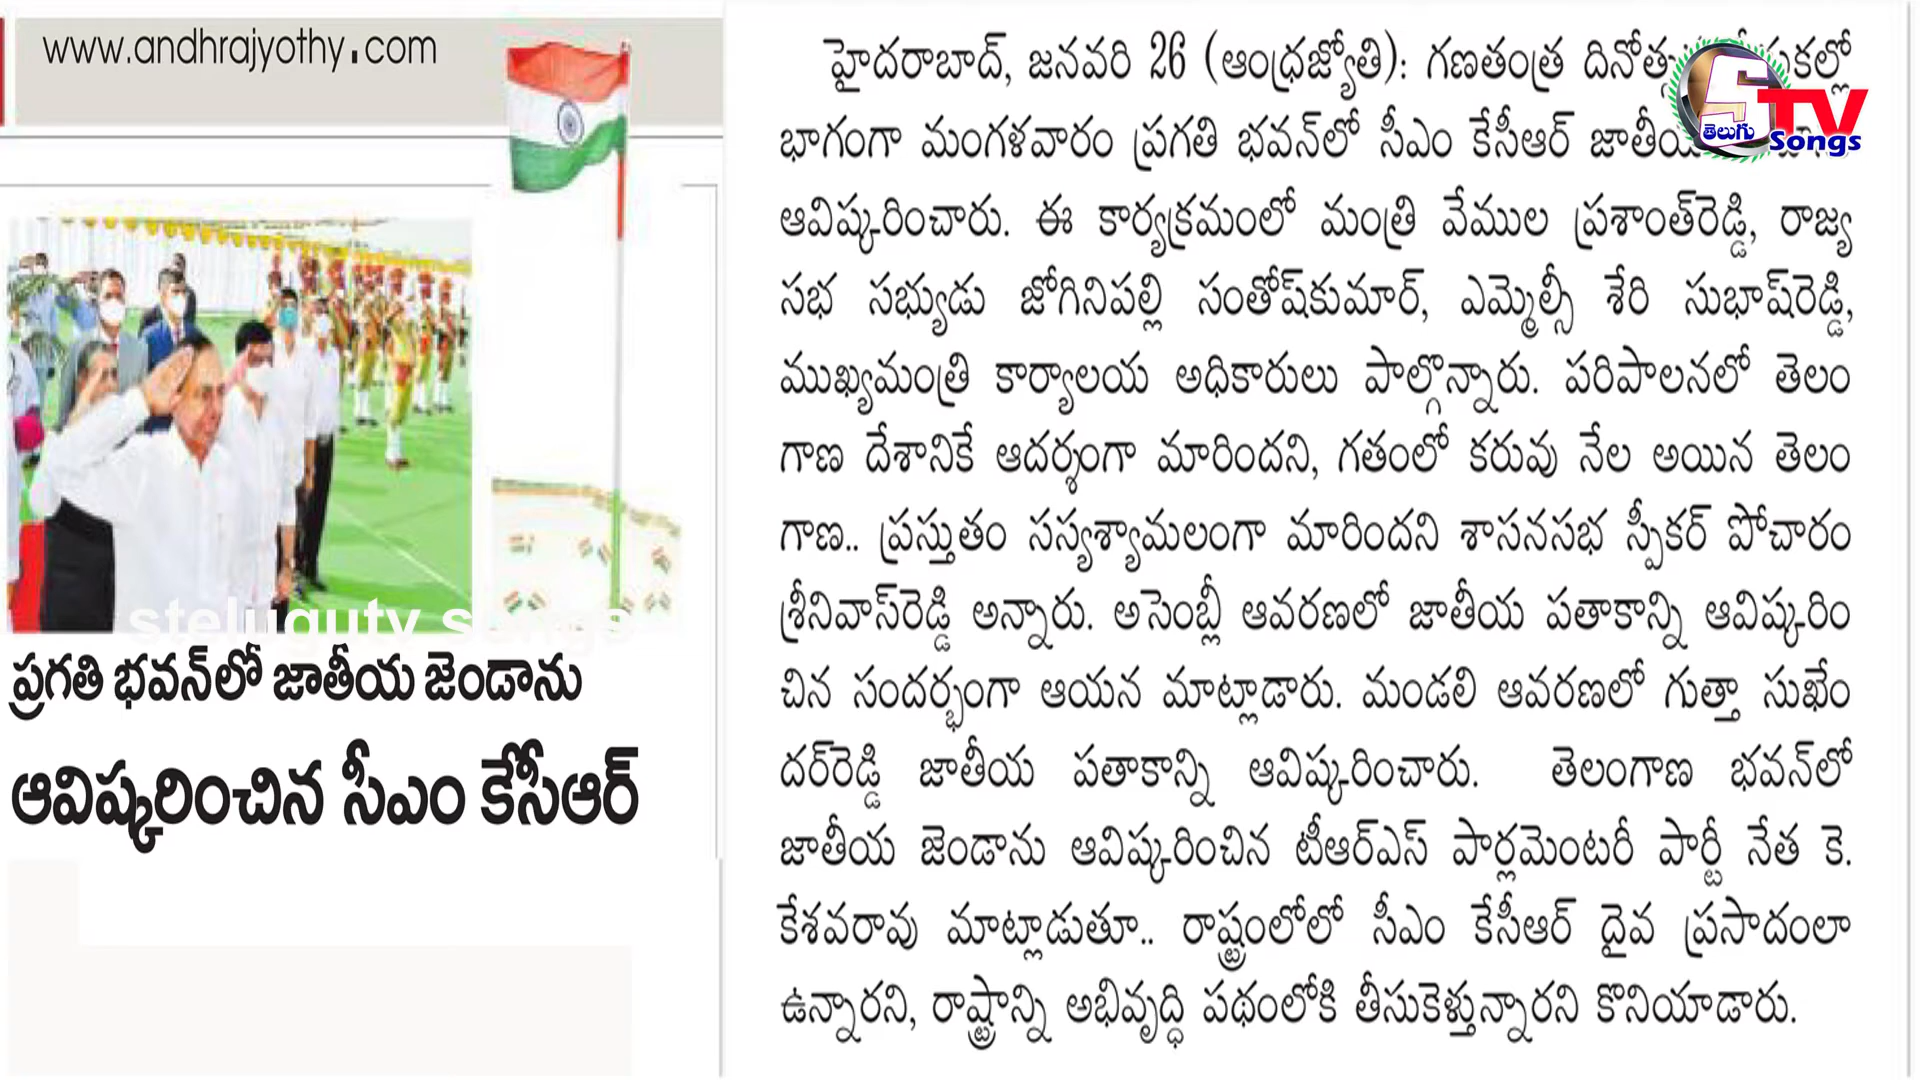 www.andhrajyothy.com
steluguty songs
ప్రగతి భవన్‌లో జాతీయ జెండాను
ఆవిష్కరించిన సీఎం కేసీఆర్
హైదరాబాద్, జనవరి 26 (ఆంధ్రజ్యోతి): గణతంత్ర
భాగంగా మంగళవారం ప్రగతి భవన్‌లో సీఎం కేసీఆర్
ఆవిష్కరించారు. ఈ కార్యక్రమంలో మంత్రి వేముల ప్రశాంత్‌రెడ్డి, రాజ్య
సభ సభ్యుడు జోగినిపల్లి సంతోష్‌కుమార్, ఎమ్మెల్సీ శేరి సుభాష్‌రెడ్డి,
ముఖ్యమంత్రి కార్యాలయ అధికారులు పాల్గొన్నారు. పరిపాలనలో తెలం
గాణ దేశానికే ఆదర్శంగా మారిందని, గతంలో కరువు నేల అయిన తెలం
గాణ.. ప్రస్తుతం సస్యశ్యామలంగా మారిందని శాసనసభ స్పీకర్ పోచారం
శ్రీనివాస్‌రెడ్డి అన్నారు. అసెంబ్లీ ఆవరణలో జాతీయ పతాకాన్ని ఆవిష్కరిం
చిన సందర్భంగా ఆయన మాట్లాడారు. మండలి ఆవరణలో గుత్తా సుఖేం
దర్‌రెడ్డి జాతీయ పతాకాన్ని ఆవిష్కరించారు. తెలంగాణ భవన్‌లో
జాతీయ జెండాను ఆవిష్కరించిన టీఆర్ఎస్ పార్లమెంటరీ పార్టీ నేత కె.
కేశవరావు మాట్లాడుతూ.. రాష్ట్రంలోలో సీఎం కేసీఆర్ దైవ ప్రసాదంలా
ఉన్నారని, రాష్ట్రాన్ని అభివృద్ధి పథంలోకి తీసుకెళ్తున్నారని కొనియాడారు.
S TV
తెలుగు
Songs